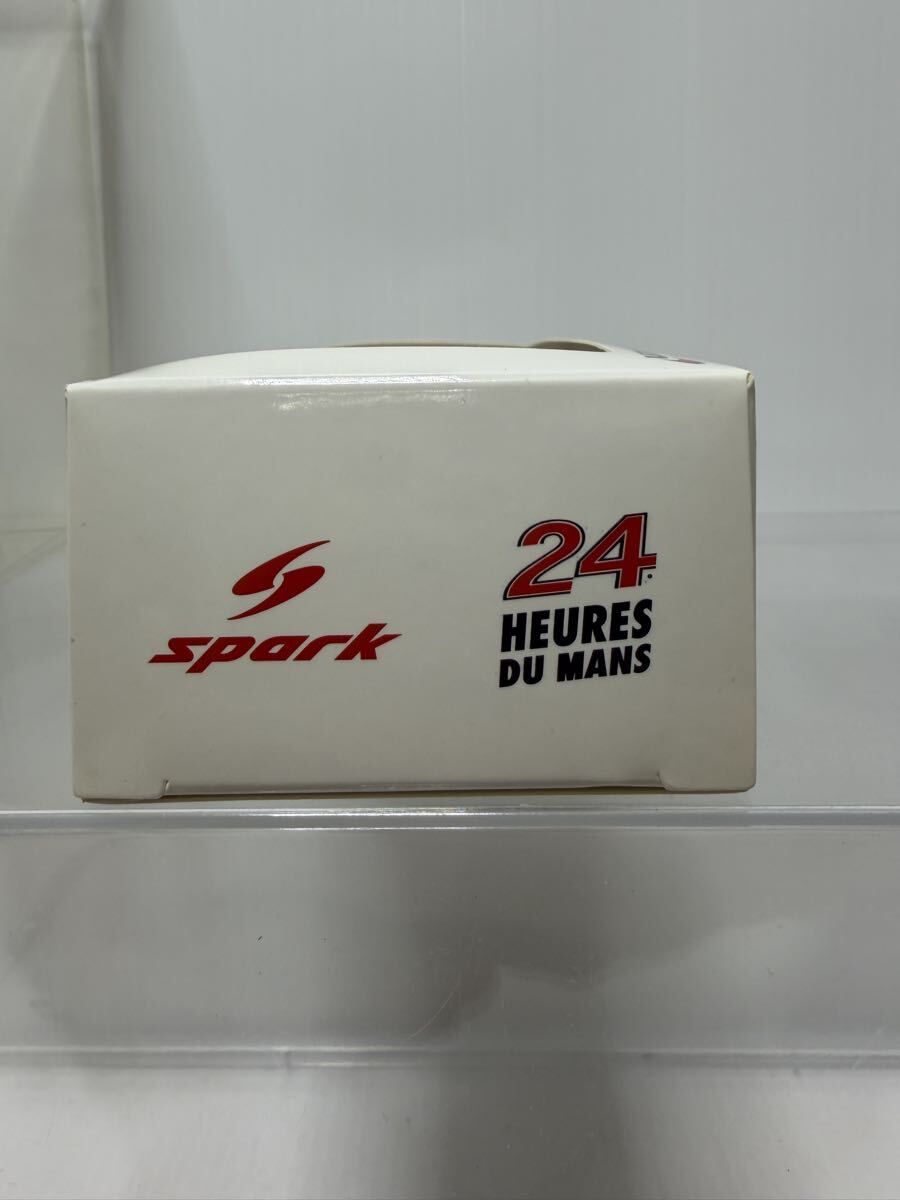 spark
24
HEURES
DU MANS